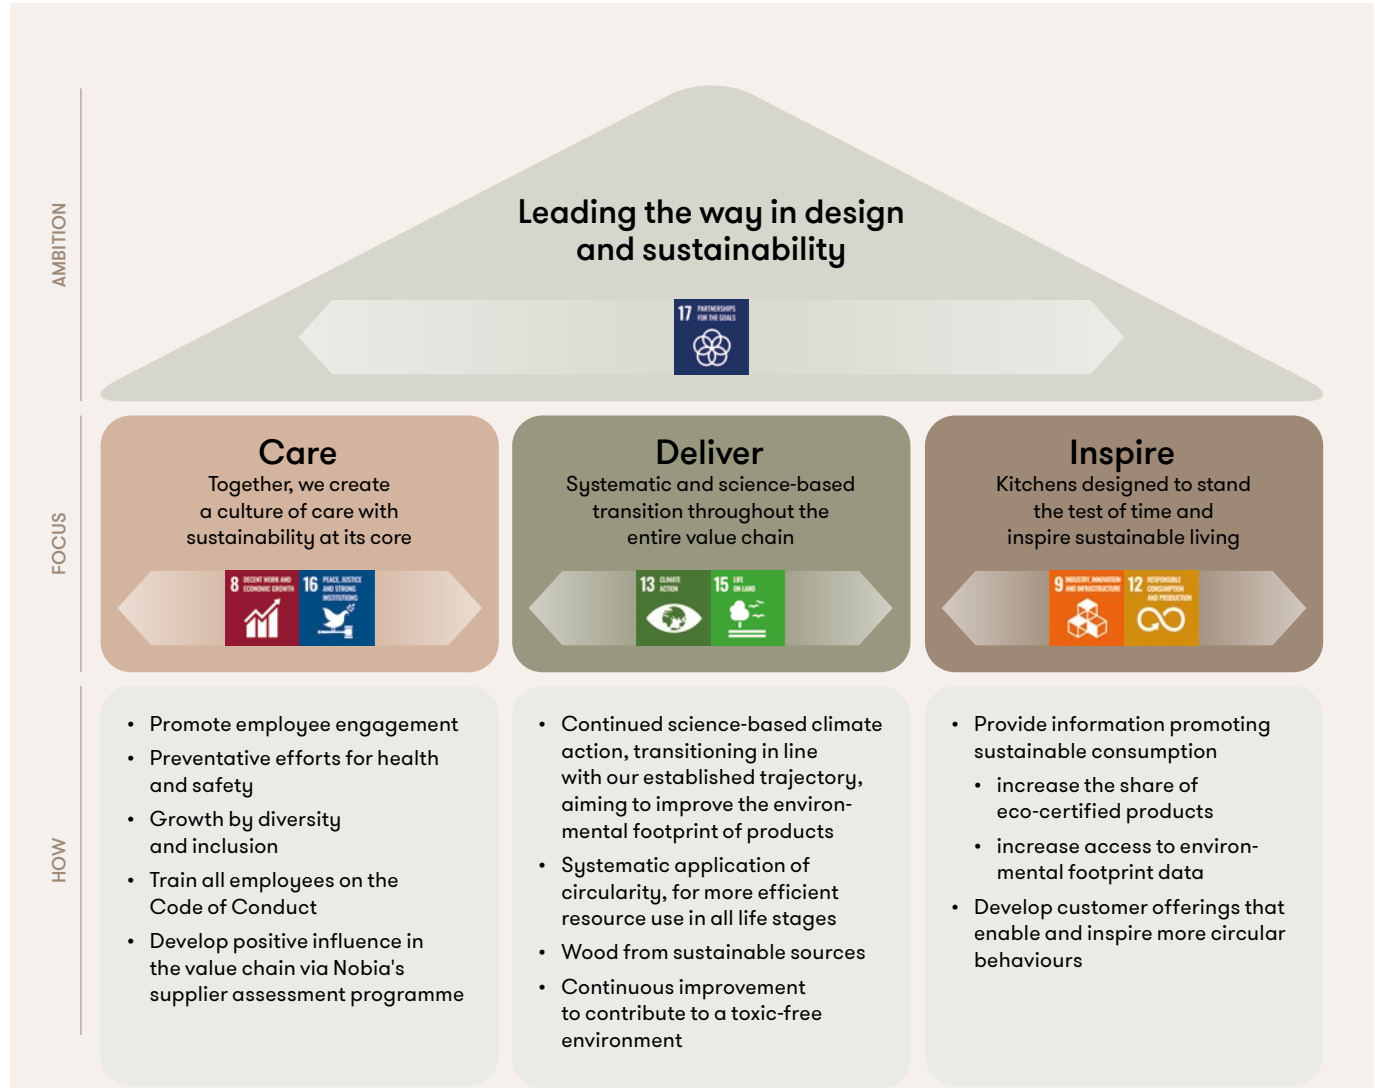 AMBITION
Leading the way in design
and sustainability
17 PARTNERSHIPS
FOR THE GOALS
FOCUS
Care
Together, we create
a culture of care with
sustainability at its core
8 DECENT WORK AND
ECONOMIC GROWTH
16 PEACE, JUSTICE
AND STRONG
INSTITUTIONS
Deliver
Systematic and science-based
transition throughout the
entire value chain
13 CLIMATE
ACTION
15 LIFE
ON LAND
Inspire
Kitchens designed to stand
the test of time and
inspire sustainable living
9 INDUSTRY, INNOVATION
AND INFRASTRUCTURE
12 RESPONSIBLE
CONSUMPTION
AND PRODUCTION
HOW
• Promote employee engagement
• Preventative efforts for health
and safety
• Growth by diversity
and inclusion
• Train all employees on the
Code of Conduct
• Develop positive influence in
the value chain via Nobia's
supplier assessment programme
• Continued science-based climate
action, transitioning in line
with our established trajectory,
aiming to improve the environ-
mental footprint of products
• Systematic application of
circularity, for more efficient
resource use in all life stages
• Wood from sustainable sources
• Continuous improvement
to contribute to a toxic-free
environment
• Provide information promoting
sustainable consumption
• increase the share of
eco-certified products
• increase access to environ-
mental footprint data
• Develop customer offerings that
enable and inspire more circular
behaviours